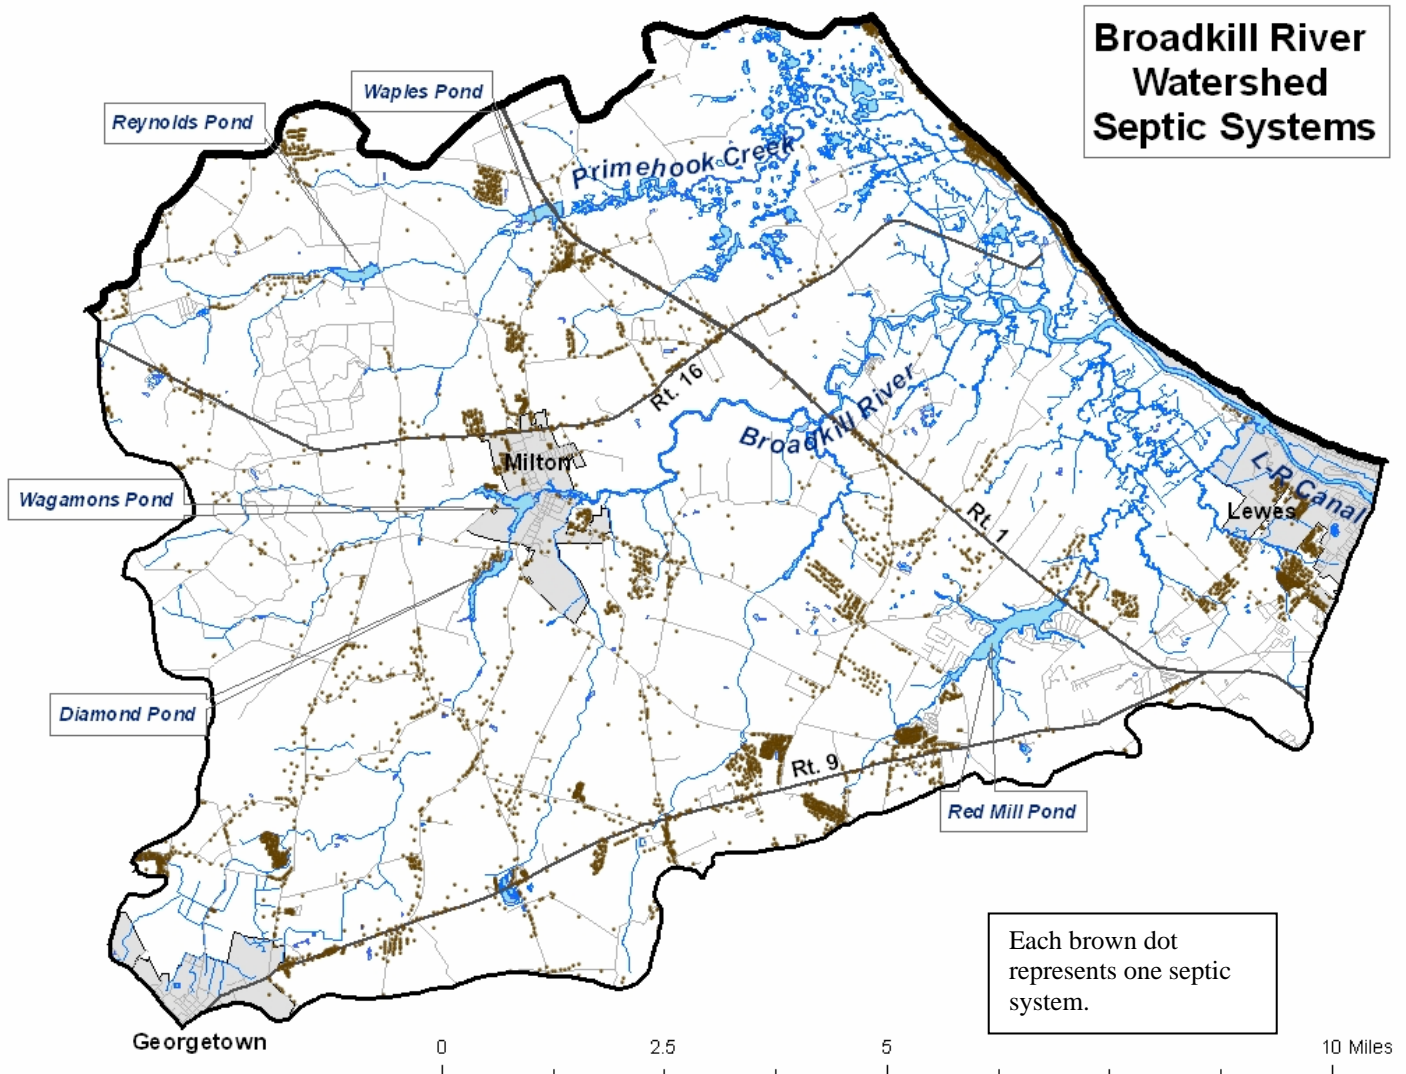 Broadkill River
Watershed
Septic Systems
Waples Pond
Reynolds Pond
Primehook Creek
Rt. 16
Broadkill River
Milton
L-R Canal
Wagamons Pond
Lewes
Rt. 1
Diamond Pond
Rt. 9
Red Mill Pond
Each brown dot
represents one septic
system.
Georgetown
0 2.5 5 10 Miles